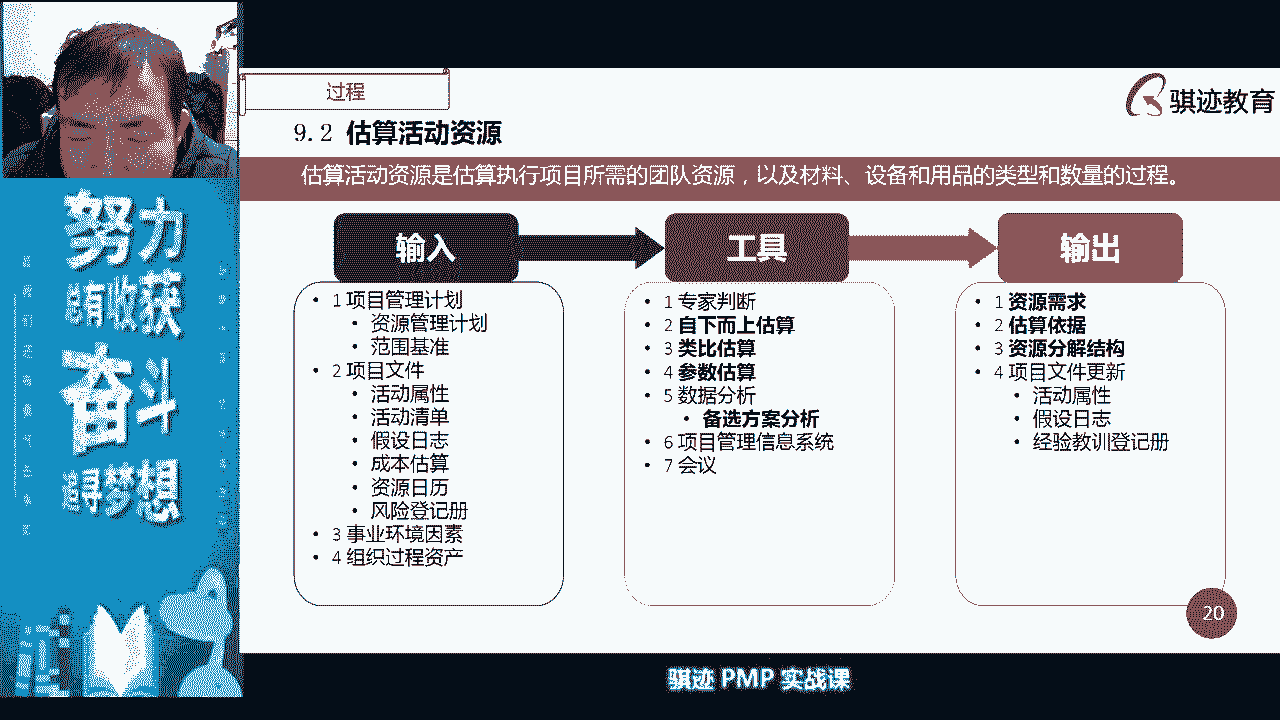 过程
骐迹教育
9.2 估算活动资源
估算活动资源是估算执行项目所需的团队资源，以及材料、设备和用品的类型和数量的过程。
输入
• 1 项目管理计划
• 资源管理计划
• 范围基准
• 2 项目文件
• 活动属性
• 活动清单
• 假设日志
• 成本估算
• 资源日历
• 风险登记册
• 3 事业环境因素
• 4 组织过程资产
工具
• 1 专家判断
• 2 自下而上估算
• 3 类比估算
• 4 参数估算
• 5 数据分析
• 备选方案分析
• 6 项目管理信息系统
• 7 会议
输出
• 1 资源需求
• 2 估算依据
• 3 资源分解结构
• 4 项目文件更新
• 活动属性
• 假设日志
• 经验教训登记册
20
努力
有收获
奋斗
寻梦想
骐迹 PMP 实战课